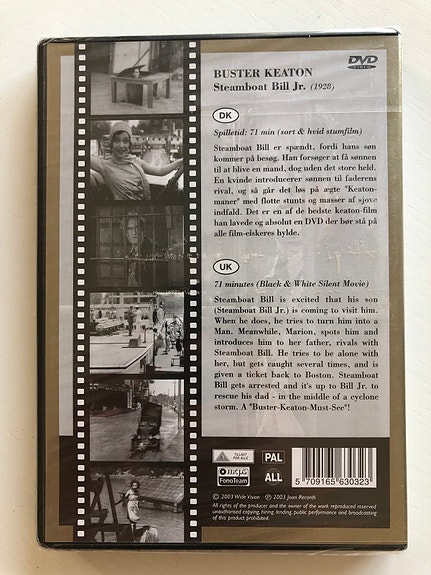 DVD
VIDEO
BUSTER KEATON
Steamboat Bill Jr. (1928)
DK
Spilletid: 71 min (sort & hvid stumfilm)
Steamboat Bill er spændt, fordi hans søn
kommer på besøg. Han forsøger at få sønnen
til at blive en mand, dog uden det store held.
En kvinde introducerer sønnen til faderens
rival, og så går det løs på ægte "Keaton-
maner" med flotte stunts og masser af sjove
indfald. Det er en af de bedste keaton-film
han lavede og absolut en DVD der bør stå på
alle film-elskeres hylde.
UK
71 minutes (Black & White Silent Movie)
Steamboat Bill is excited that his son
(Steamboat Bill Jr.) is coming to visit him.
When he does, he tries to turn him into a
Man. Meanwhile, Marion, spots him and
introduces him to her father, rivals with
Steamboat Bill. He tries to be alone with
her, but gets caught several times, and is
given a ticket back to Boston. Steamboat
Bill gets arrested and it's up to Bill Jr. to
rescue his dad - in the middle of a cyclone
storm. A "Buster-Keaton-Must-See"!
TILLADT
FOR ALLE
PAL
mcps
FonoTeam
ALL
5 709165 630323
© 2003 Wide Vision ℗ 2003 Joan Records
All rights of the producer and the owner of the work reproduced reserved
unauthorised copying, hiring, lending, public performance and broadcasting
of this product prohibited.